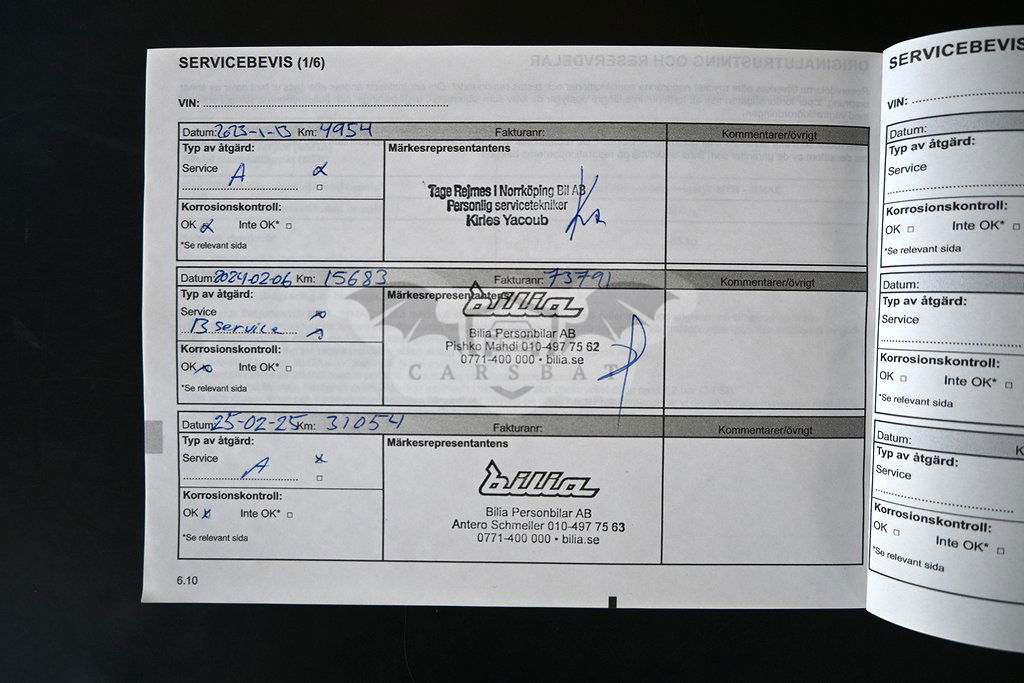 SERVICEBEVIS (1/6)
VIN:
Datum: 2023-1-13 Km: 4954 Fakturanr: Kommentarer/övrigt
Typ av åtgärd: Märkesrepresentantens
Service
A
Tage Rejmes i Norrköping Bil AB
Personlig servicetekniker
Kirles Yacoub
Korrosionskontroll:
OK Inte OK*
*Se relevant sida
Datum: 2024-02-06 Km: 15683 Fakturanr: 73791 Kommentarer/övrigt
Typ av åtgärd: Märkesrepresentantens
Service
B service
bilia
Bilia Personbilar AB
Pishko Mahdi 010-497 75 62
0771-400 000 • bilia.se
Korrosionskontroll:
OK Inte OK*
*Se relevant sida
CARSBAT
Datum: 25-02-25 Km: 31054 Fakturanr: Kommentarer/övrigt
Typ av åtgärd: Märkesrepresentantens
Service
A
bilia
Bilia Personbilar AB
Antero Schmeller 010-497 75 63
0771-400 000 • bilia.se
Korrosionskontroll:
OK Inte OK*
*Se relevant sida
6.10
SERVICEBEVIS
VIN:
Datum:
Typ av åtgärd:
Service
Korrosionskontroll:
OK Inte OK*
*Se relevant sida
Datum:
Typ av åtgärd:
Service
Korrosionskontroll:
OK Inte OK*
*Se relevant sida
Datum: K
Typ av åtgärd:
Service
Korrosionskontroll:
OK Inte OK*
*Se relevant sida